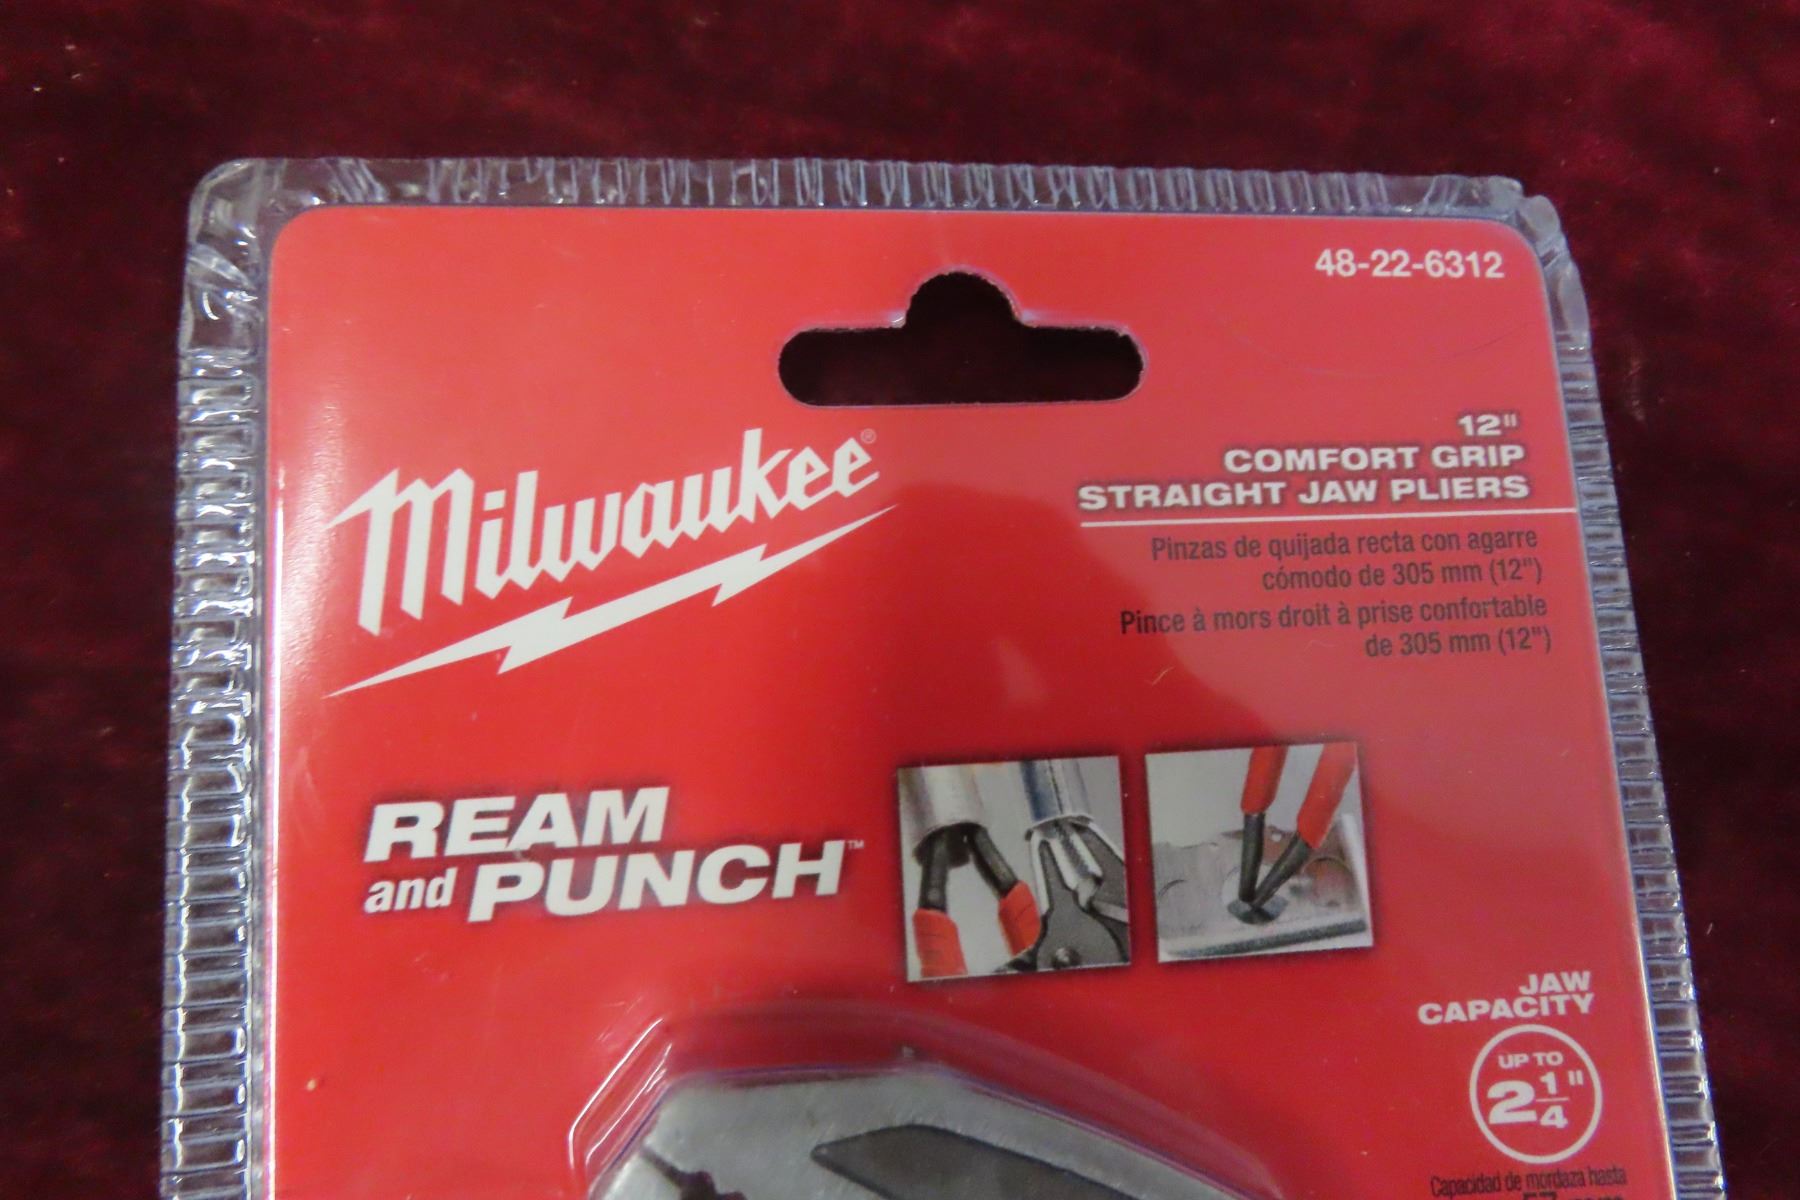 48-22-6312
Milwaukee®
12"
COMFORT GRIP
STRAIGHT JAW PLIERS
Pinzas de quijada recta con agarre
cómodo de 305 mm (12")
Pince à mors droit à prise confortable
de 305 mm (12")
REAM
and PUNCH™
JAW
CAPACITY
UP TO
2 1/4"
Capacidad de mordaza hasta